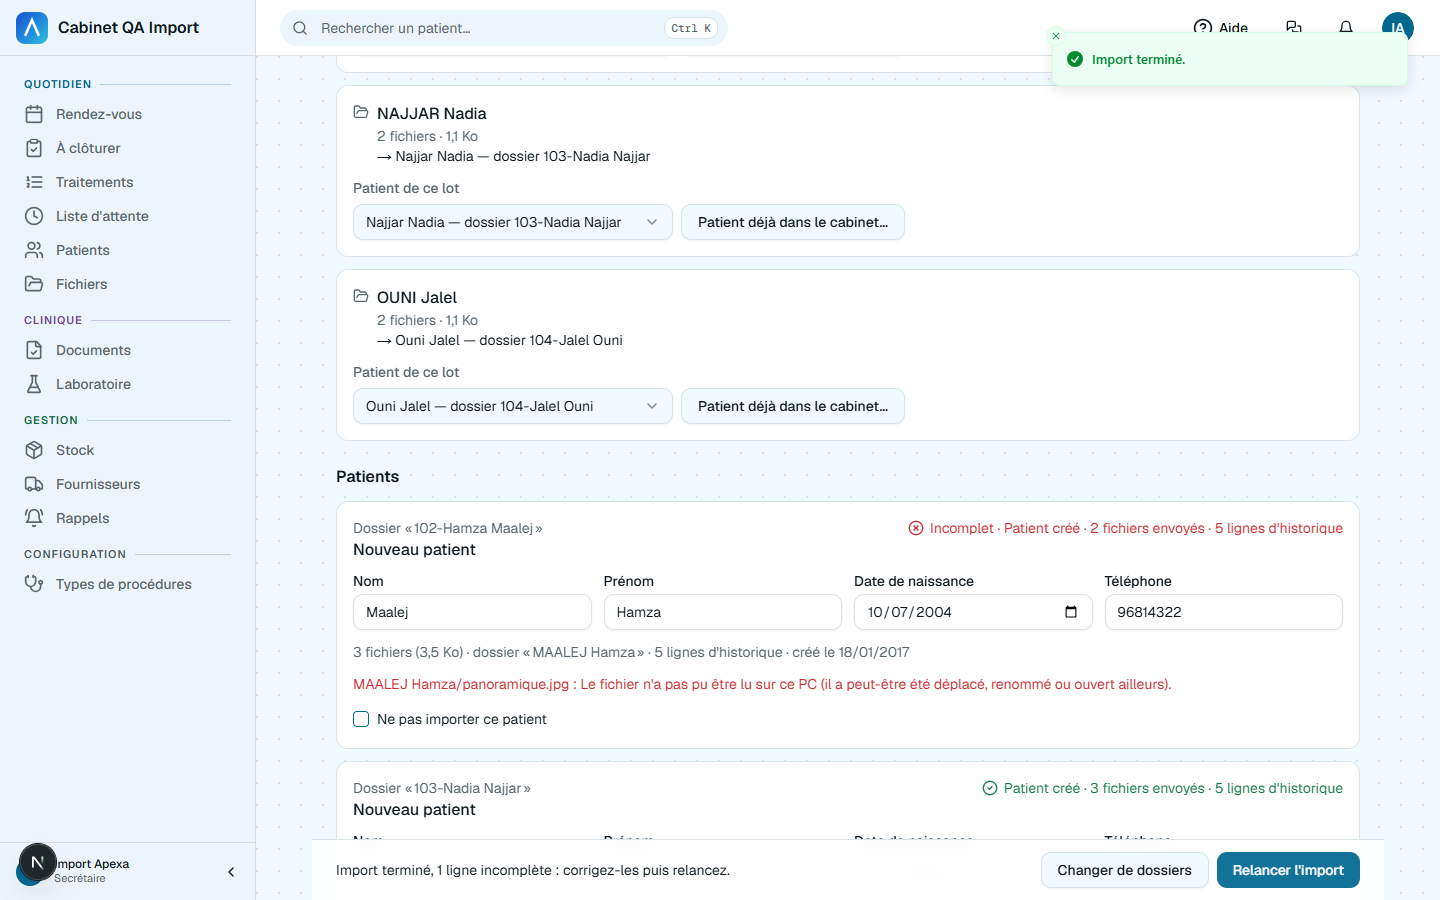 Cabinet QA Import
Rechercher un patient…
Ctrl K
Aide
IA
Import terminé.
QUOTIDIEN
Rendez-vous
À clôturer
Traitements
Liste d'attente
Patients
Fichiers
CLINIQUE
Documents
Laboratoire
GESTION
Stock
Fournisseurs
Rappels
CONFIGURATION
Types de procédures
N
Import Apexa
Secrétaire
NAJJAR Nadia
2 fichiers · 1,1 Ko
→ Najjar Nadia — dossier 103-Nadia Najjar
Patient de ce lot
Najjar Nadia — dossier 103-Nadia Najjar
Patient déjà dans le cabinet…
OUNI Jalel
2 fichiers · 1,1 Ko
→ Ouni Jalel — dossier 104-Jalel Ouni
Patient de ce lot
Ouni Jalel — dossier 104-Jalel Ouni
Patient déjà dans le cabinet…
Patients
Dossier « 102-Hamza Maalej »
Incomplet · Patient créé · 2 fichiers envoyés · 5 lignes d'historique
Nouveau patient
Nom Prénom Date de naissance Téléphone
Maalej Hamza 10/07/2004 96814322
3 fichiers (3,5 Ko) · dossier « MAALEJ Hamza » · 5 lignes d'historique · créé le 18/01/2017
MAALEJ Hamza/panoramique.jpg : Le fichier n'a pas pu être lu sur ce PC (il a peut-être été déplacé, renommé ou ouvert ailleurs).
Ne pas importer ce patient
Dossier « 103-Nadia Najjar »
Patient créé · 3 fichiers envoyés · 5 lignes d'historique
Nouveau patient
Nom Prénom Date de naissance Téléphone
Import terminé, 1 ligne incomplète : corrigez-les puis relancez.
Changer de dossiers
Relancer l'import